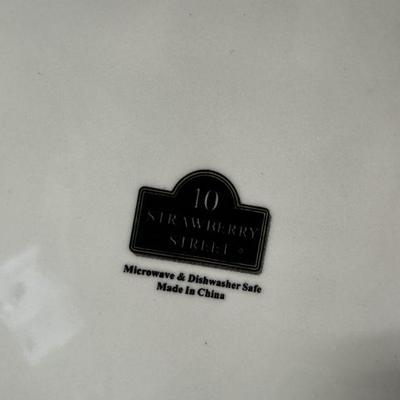 10
STRAWBERRY
STREET
Microwave & Dishwasher Safe
Made In China